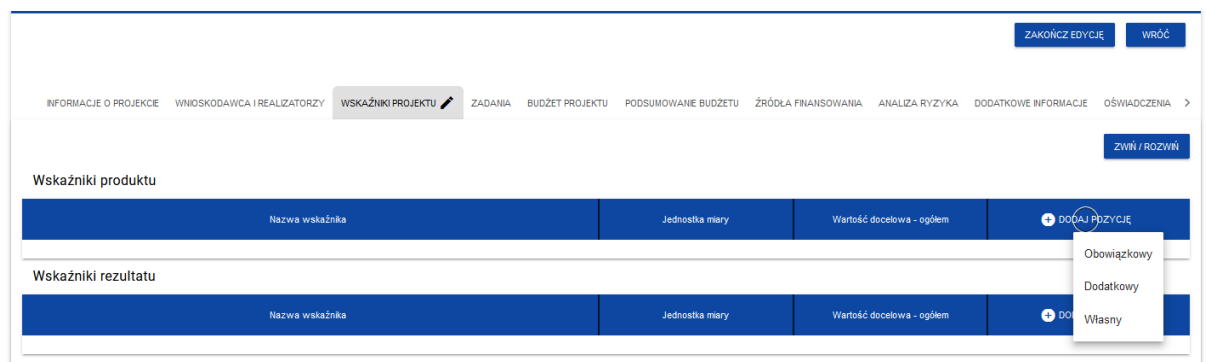 ZAKOŃCZ EDYCJĘ WRÓĆ
INFORMACJE O PROJEKCIE WNIOSKODAWCA I REALIZATORZY WSKAŹNIKI PROJEKTU ZADANIA BUDŻET PROJEKTU PODSUMOWANIE BUDŻETU ŹRÓDŁA FINANSOWANIA ANALIZA RYZYKA DODATKOWE INFORMACJE OŚWIADCZENIA
ZWIŃ / ROZWIŃ
Wskaźniki produktu
Nazwa wskaźnika Jednostka miary Wartość docelowa - ogółem DODAJ POZYCJĘ
Obowiązkowy
Wskaźniki rezultatu
Dodatkowy
Nazwa wskaźnika Jednostka miary Wartość docelowa - ogółem
Własny